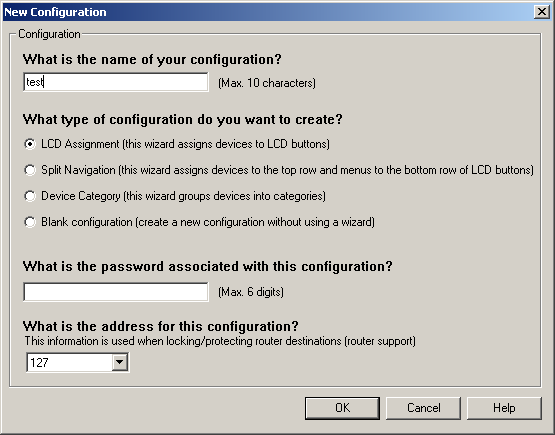 New Configuration
Configuration
What is the name of your configuration?
test (Max. 10 characters)
What type of configuration do you want to create?
LCD Assignment (this wizard assigns devices to LCD buttons)
Split Navigation (this wizard assigns devices to the top row and menus to the bottom row of LCD buttons)
Device Category (this wizard groups devices into categories)
Blank configuration (create a new configuration without using a wizard)
What is the password associated with this configuration?
(Max. 6 digits)
What is the address for this configuration?
This information is used when locking/protecting router destinations (router support)
127
OK Cancel Help